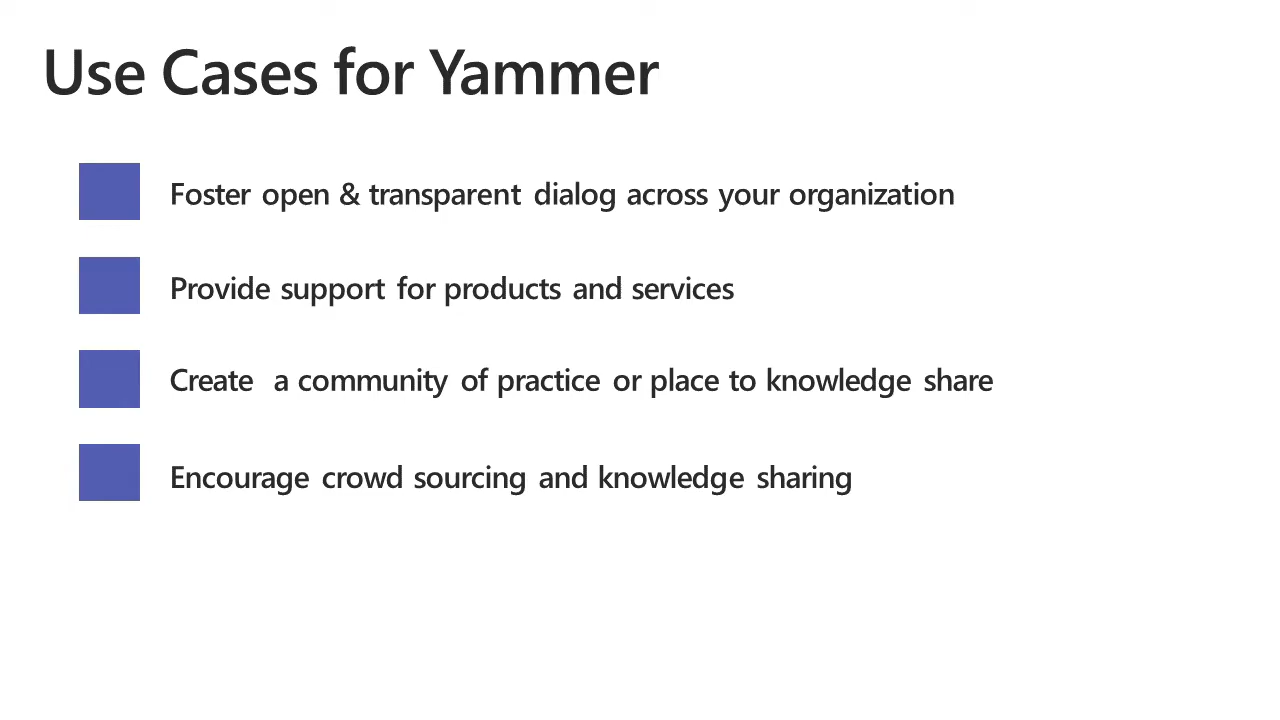 Use Cases for Yammer
Foster open & transparent dialog across your organization
Provide support for products and services
Create a community of practice or place to knowledge share
Encourage crowd sourcing and knowledge sharing